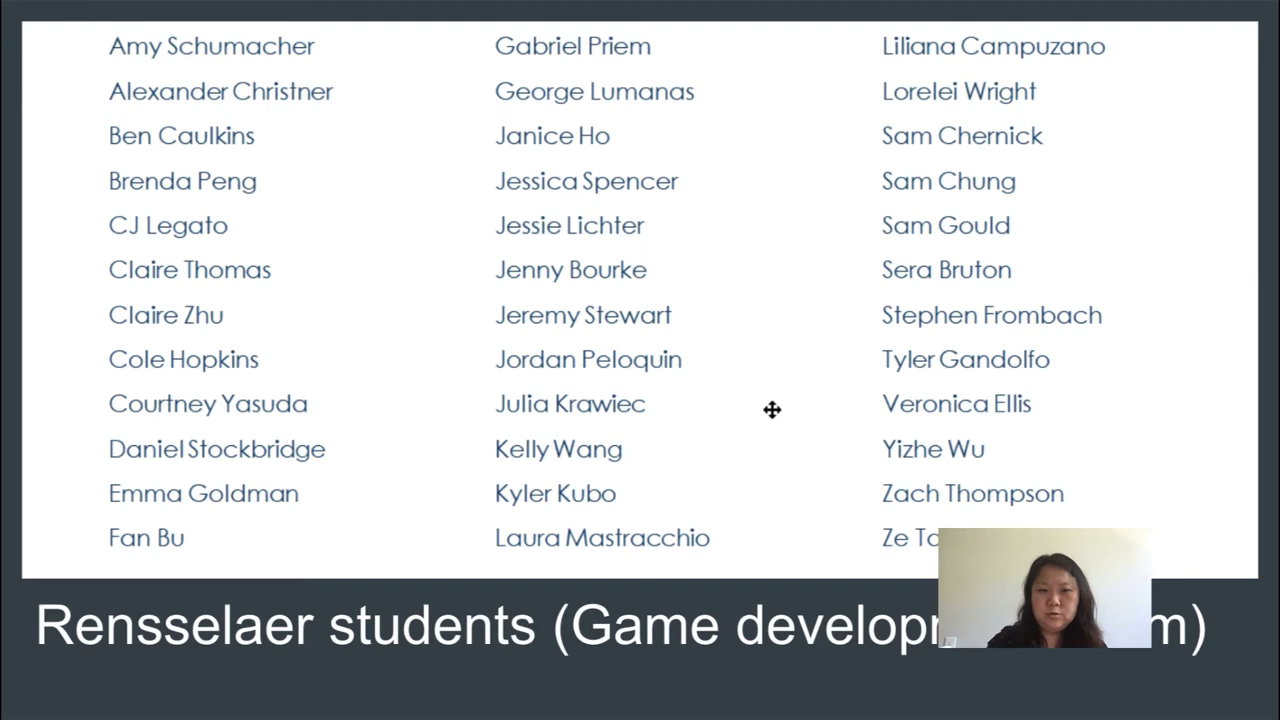 Amy Schumacher
Alexander Christner
Ben Caulkins
Brenda Peng
CJ Legato
Claire Thomas
Claire Zhu
Cole Hopkins
Courtney Yasuda
Daniel Stockbridge
Emma Goldman
Fan Bu
Gabriel Priem
George Lumanas
Janice Ho
Jessica Spencer
Jessie Lichter
Jenny Bourke
Jeremy Stewart
Jordan Peloquin
Julia Krawiec
Kelly Wang
Kyler Kubo
Laura Mastracchio
Liliana Campuzano
Lorelei Wright
Sam Chernick
Sam Chung
Sam Gould
Sera Bruton
Stephen Frombach
Tyler Gandolfo
Veronica Ellis
Yizhe Wu
Zach Thompson
Ze
Rensselaer students (Game